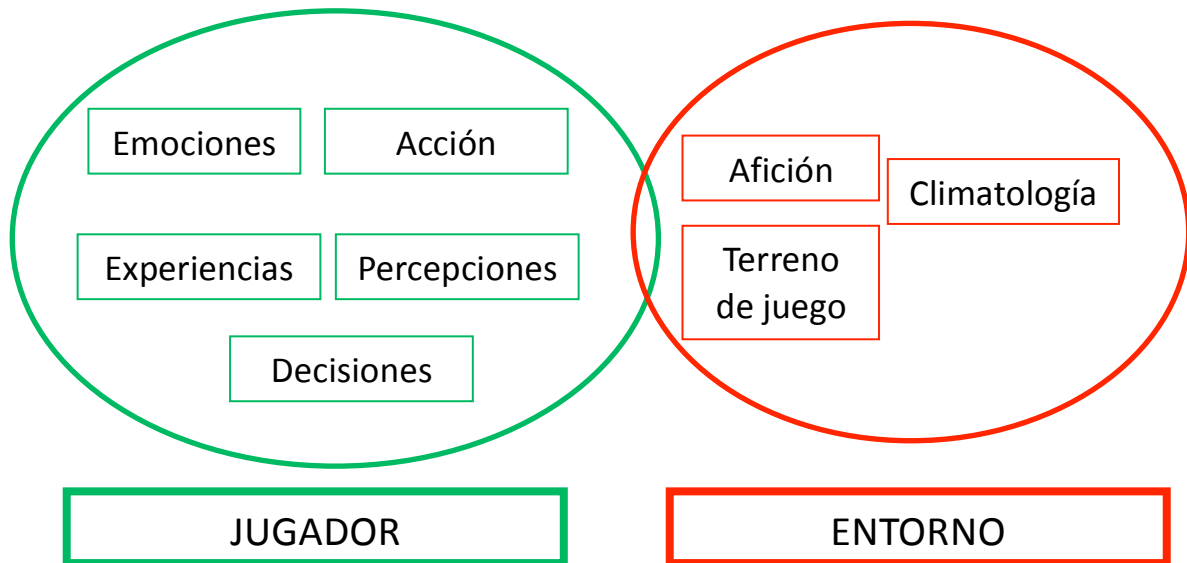 Emociones
Acción
Experiencias
Percepciones
Decisiones
Afición
Climatología
Terreno
de juego
JUGADOR
ENTORNO